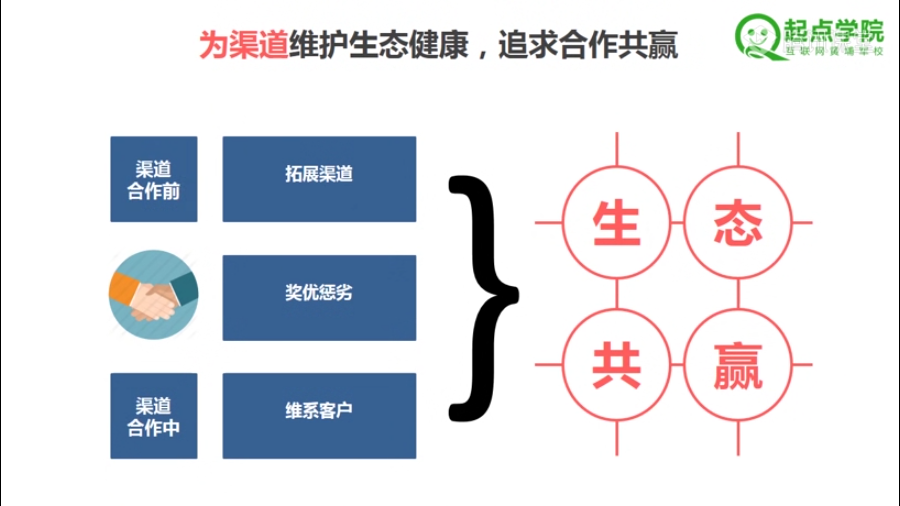 为渠道维护生态健康，追求合作共赢
起点学院
互联网黄埔军校
渠道
合作前
拓展渠道
奖优惩劣
渠道
合作中
维系客户
生态
共赢